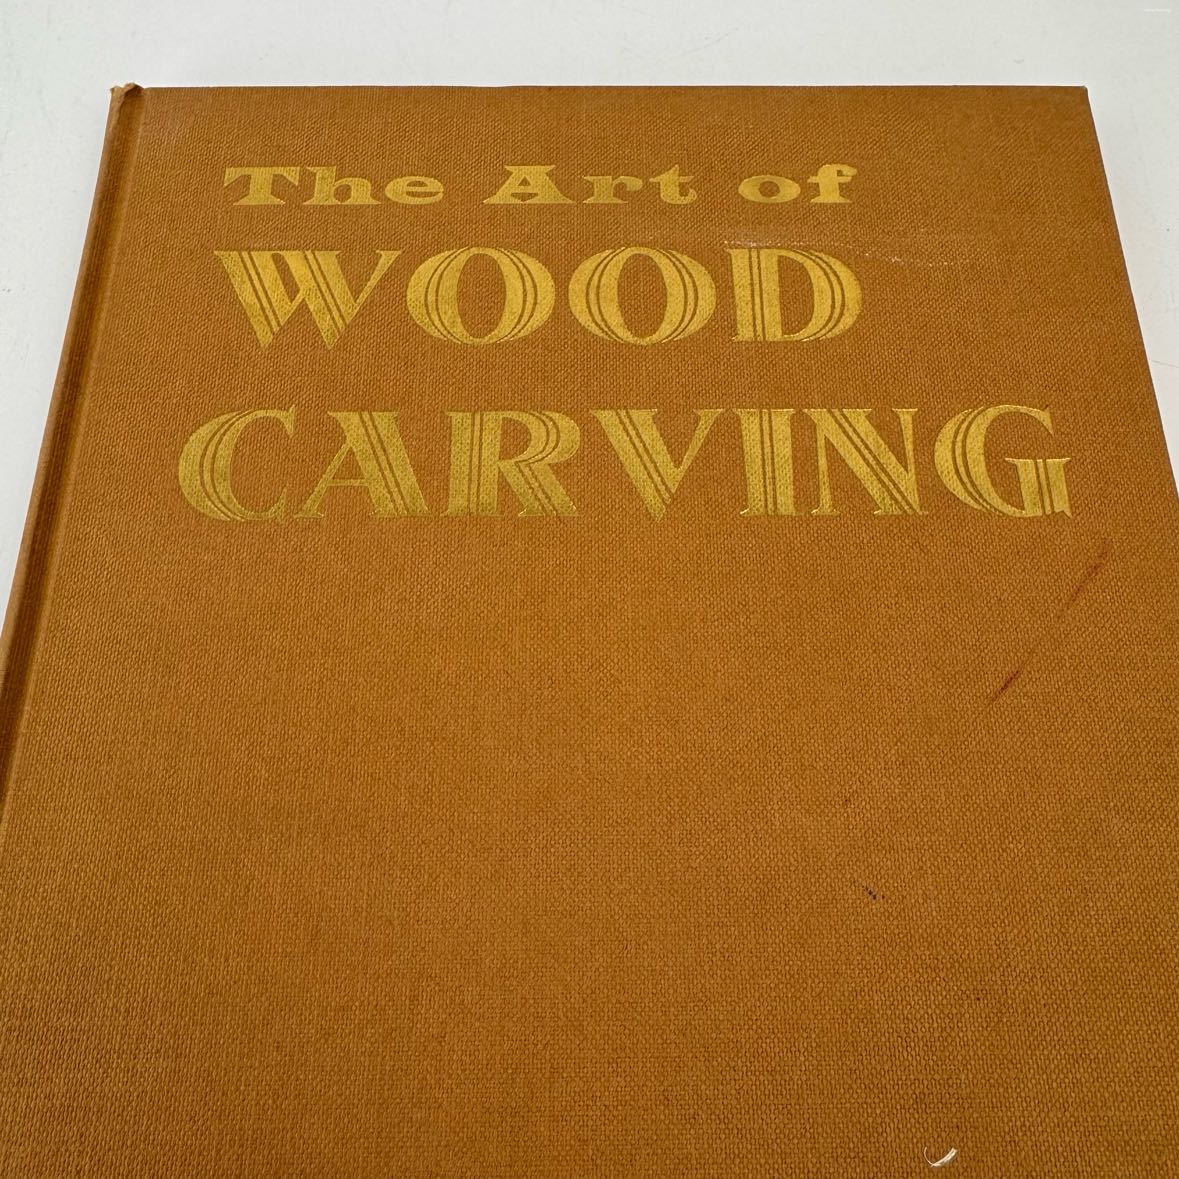 The Art of
WOOD
CARVING